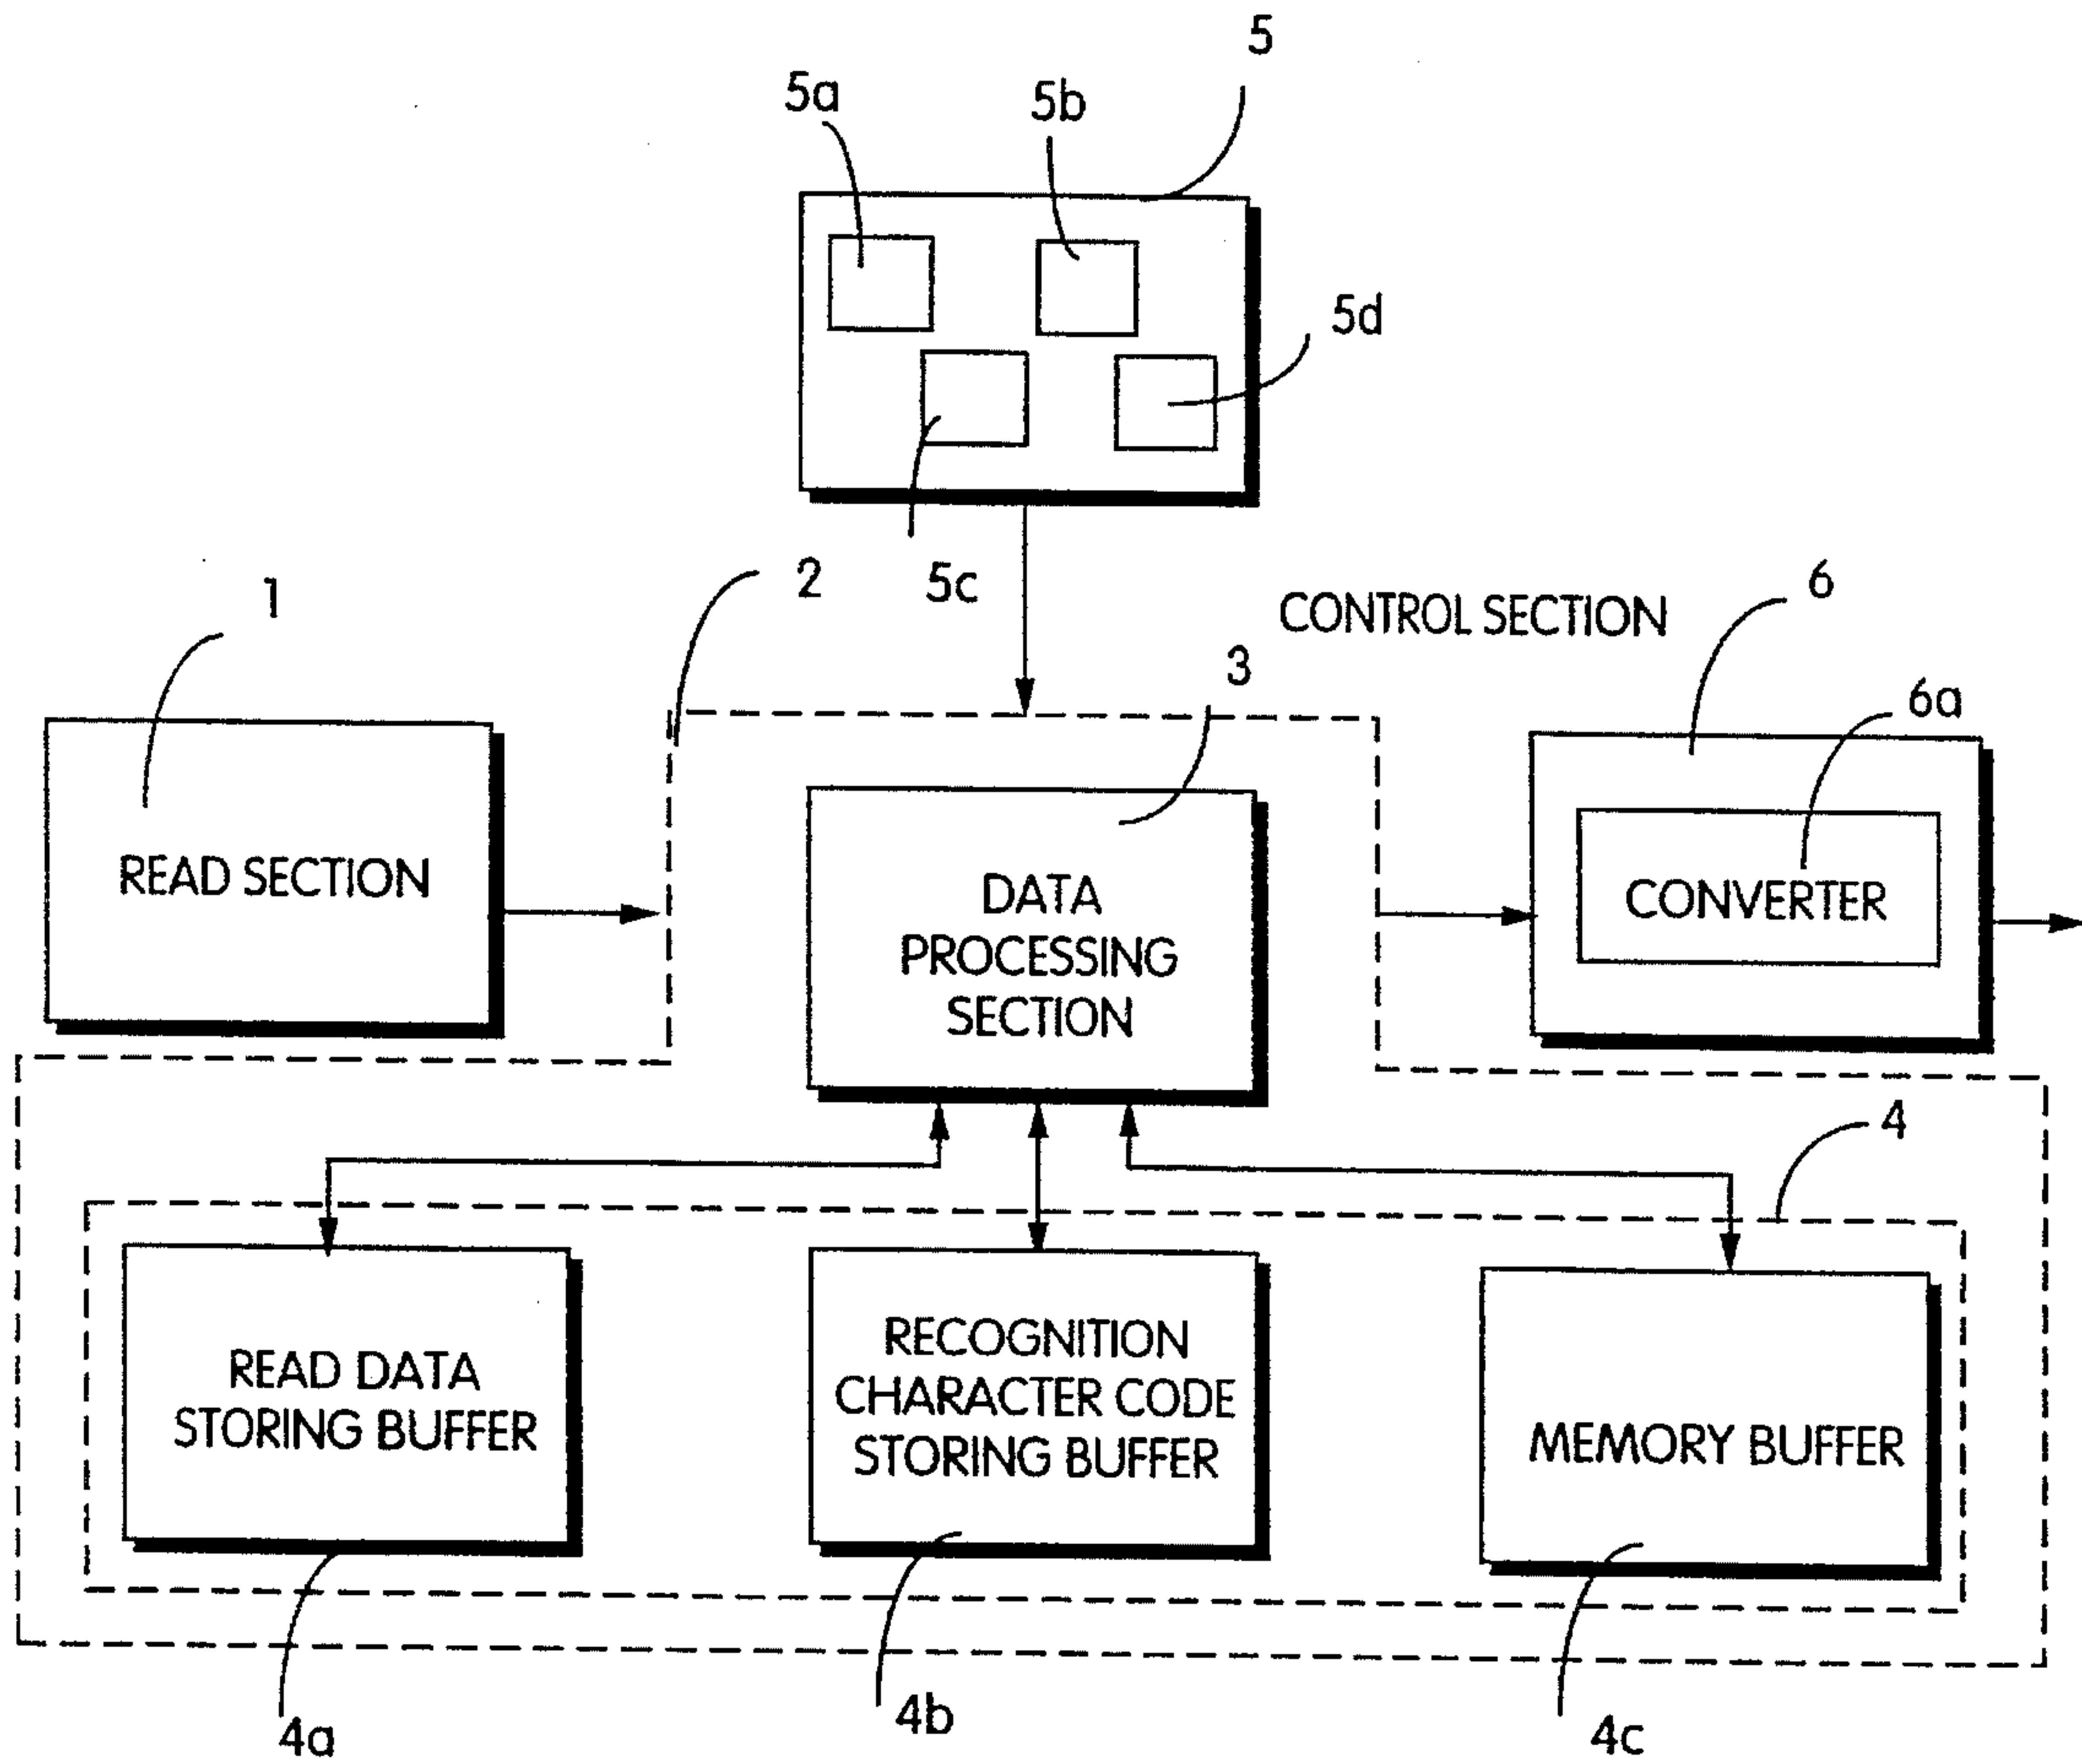 5
5a
5b
5d
5c
2
1
CONTROL SECTION
6
3
6a
READ SECTION
DATA
PROCESSING
SECTION
CONVERTER
4
READ DATA
STORING BUFFER
RECOGNITION
CHARACTER CODE
STORING BUFFER
MEMORY BUFFER
4a
4b
4c